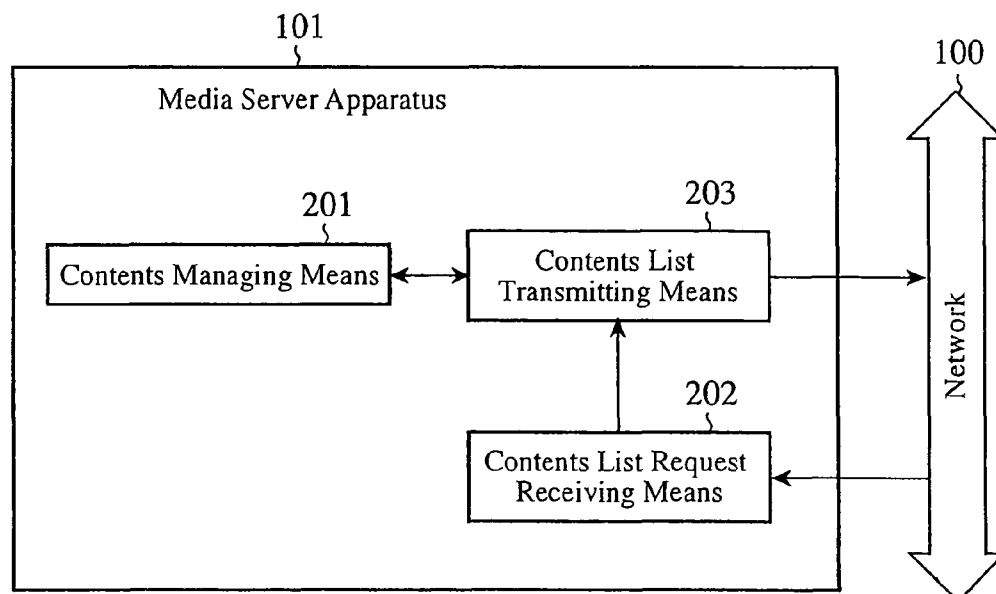 101
100
Media Server Apparatus
201
203
Contents Managing Means
Contents List
Transmitting Means
Network
202
Contents List Request
Receiving Means